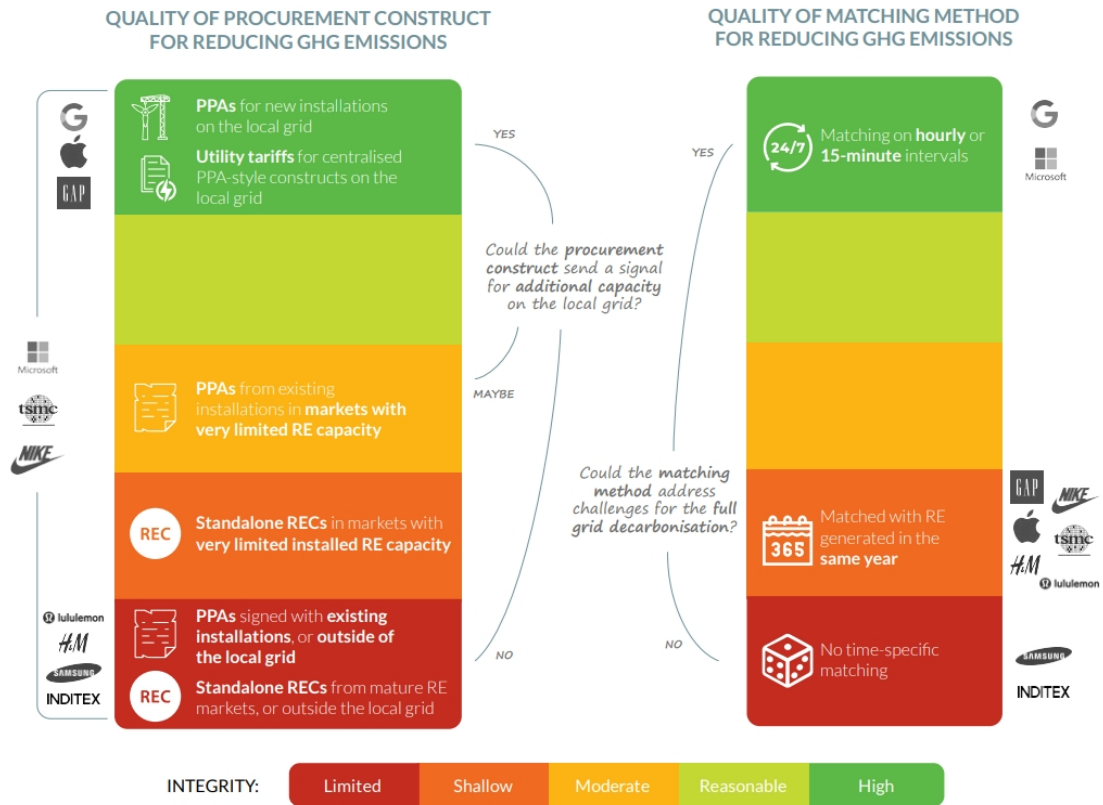 QUALITY OF PROCUREMENT CONSTRUCT
FOR REDUCING GHG EMISSIONS
G
GAP
PPAs for new installations
on the local grid
Utility tariffs for centralised
PPA-style constructs on the
local grid
YES
Could the procurement
construct send a signal
for additional capacity
on the local grid?
Microsoft
tsmc
NIKE
PPAs from existing
installations in markets with
very limited RE capacity
MAYBE
REC
Standalone RECs in markets with
very limited installed RE capacity
lululemon
H&M
SAMSUNG
INDITEX
PPAs signed with existing
installations, or outside of
the local grid
REC
Standalone RECs from mature RE
markets, or outside the local grid
NO
QUALITY OF MATCHING METHOD
FOR REDUCING GHG EMISSIONS
YES
24/7
Matching on hourly or
15-minute intervals
G
Microsoft
Could the matching
method address
challenges for the full
grid decarbonisation?
365
Matched with RE
generated in the
same year
GAP
NIKE
tsmc
H&M
lululemon
NO
No time-specific
matching
SAMSUNG
INDITEX
INTEGRITY:
Limited
Shallow
Moderate
Reasonable
High